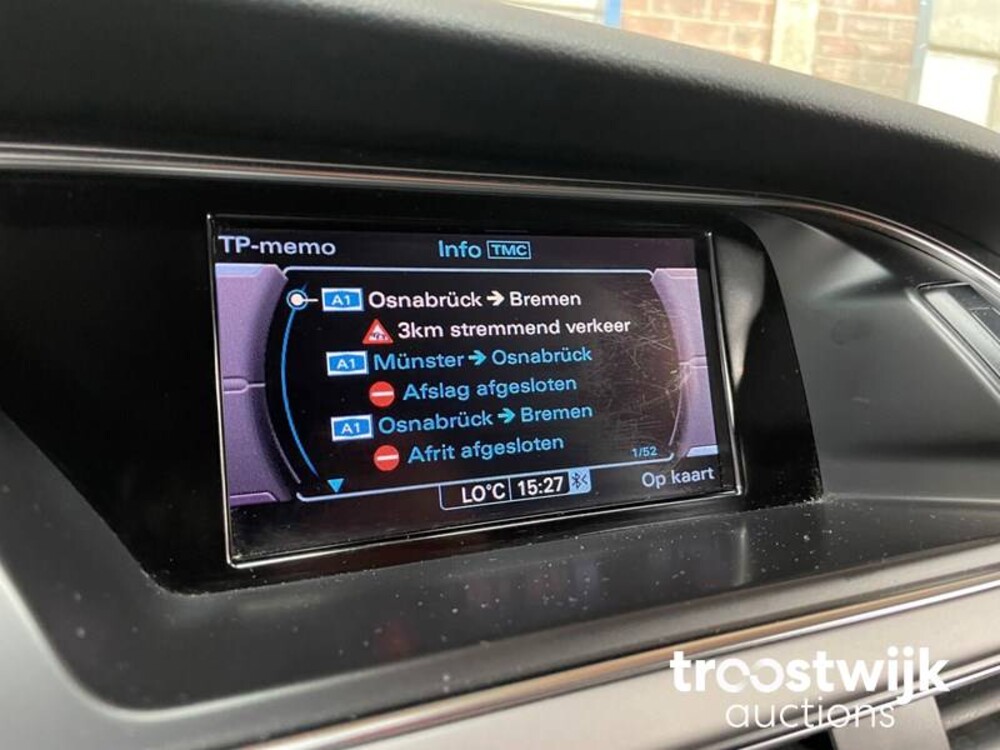 TP-memo Info TMC
A1 Osnabrück → Bremen
3km stremmend verkeer
A1 Münster → Osnabrück
Afslag afgesloten
A1 Osnabrück → Bremen
Afrit afgesloten
1/52
LO°C 15:27 Op kaart
troostwijk
auctions